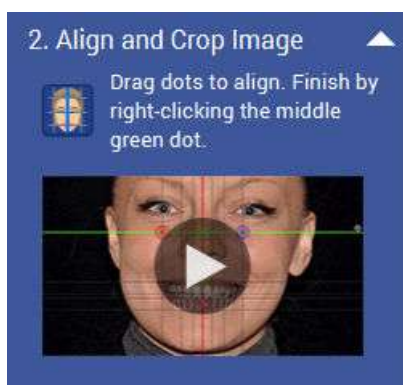 2. Align and Crop Image
Drag dots to align. Finish by
right-clicking the middle
green dot.